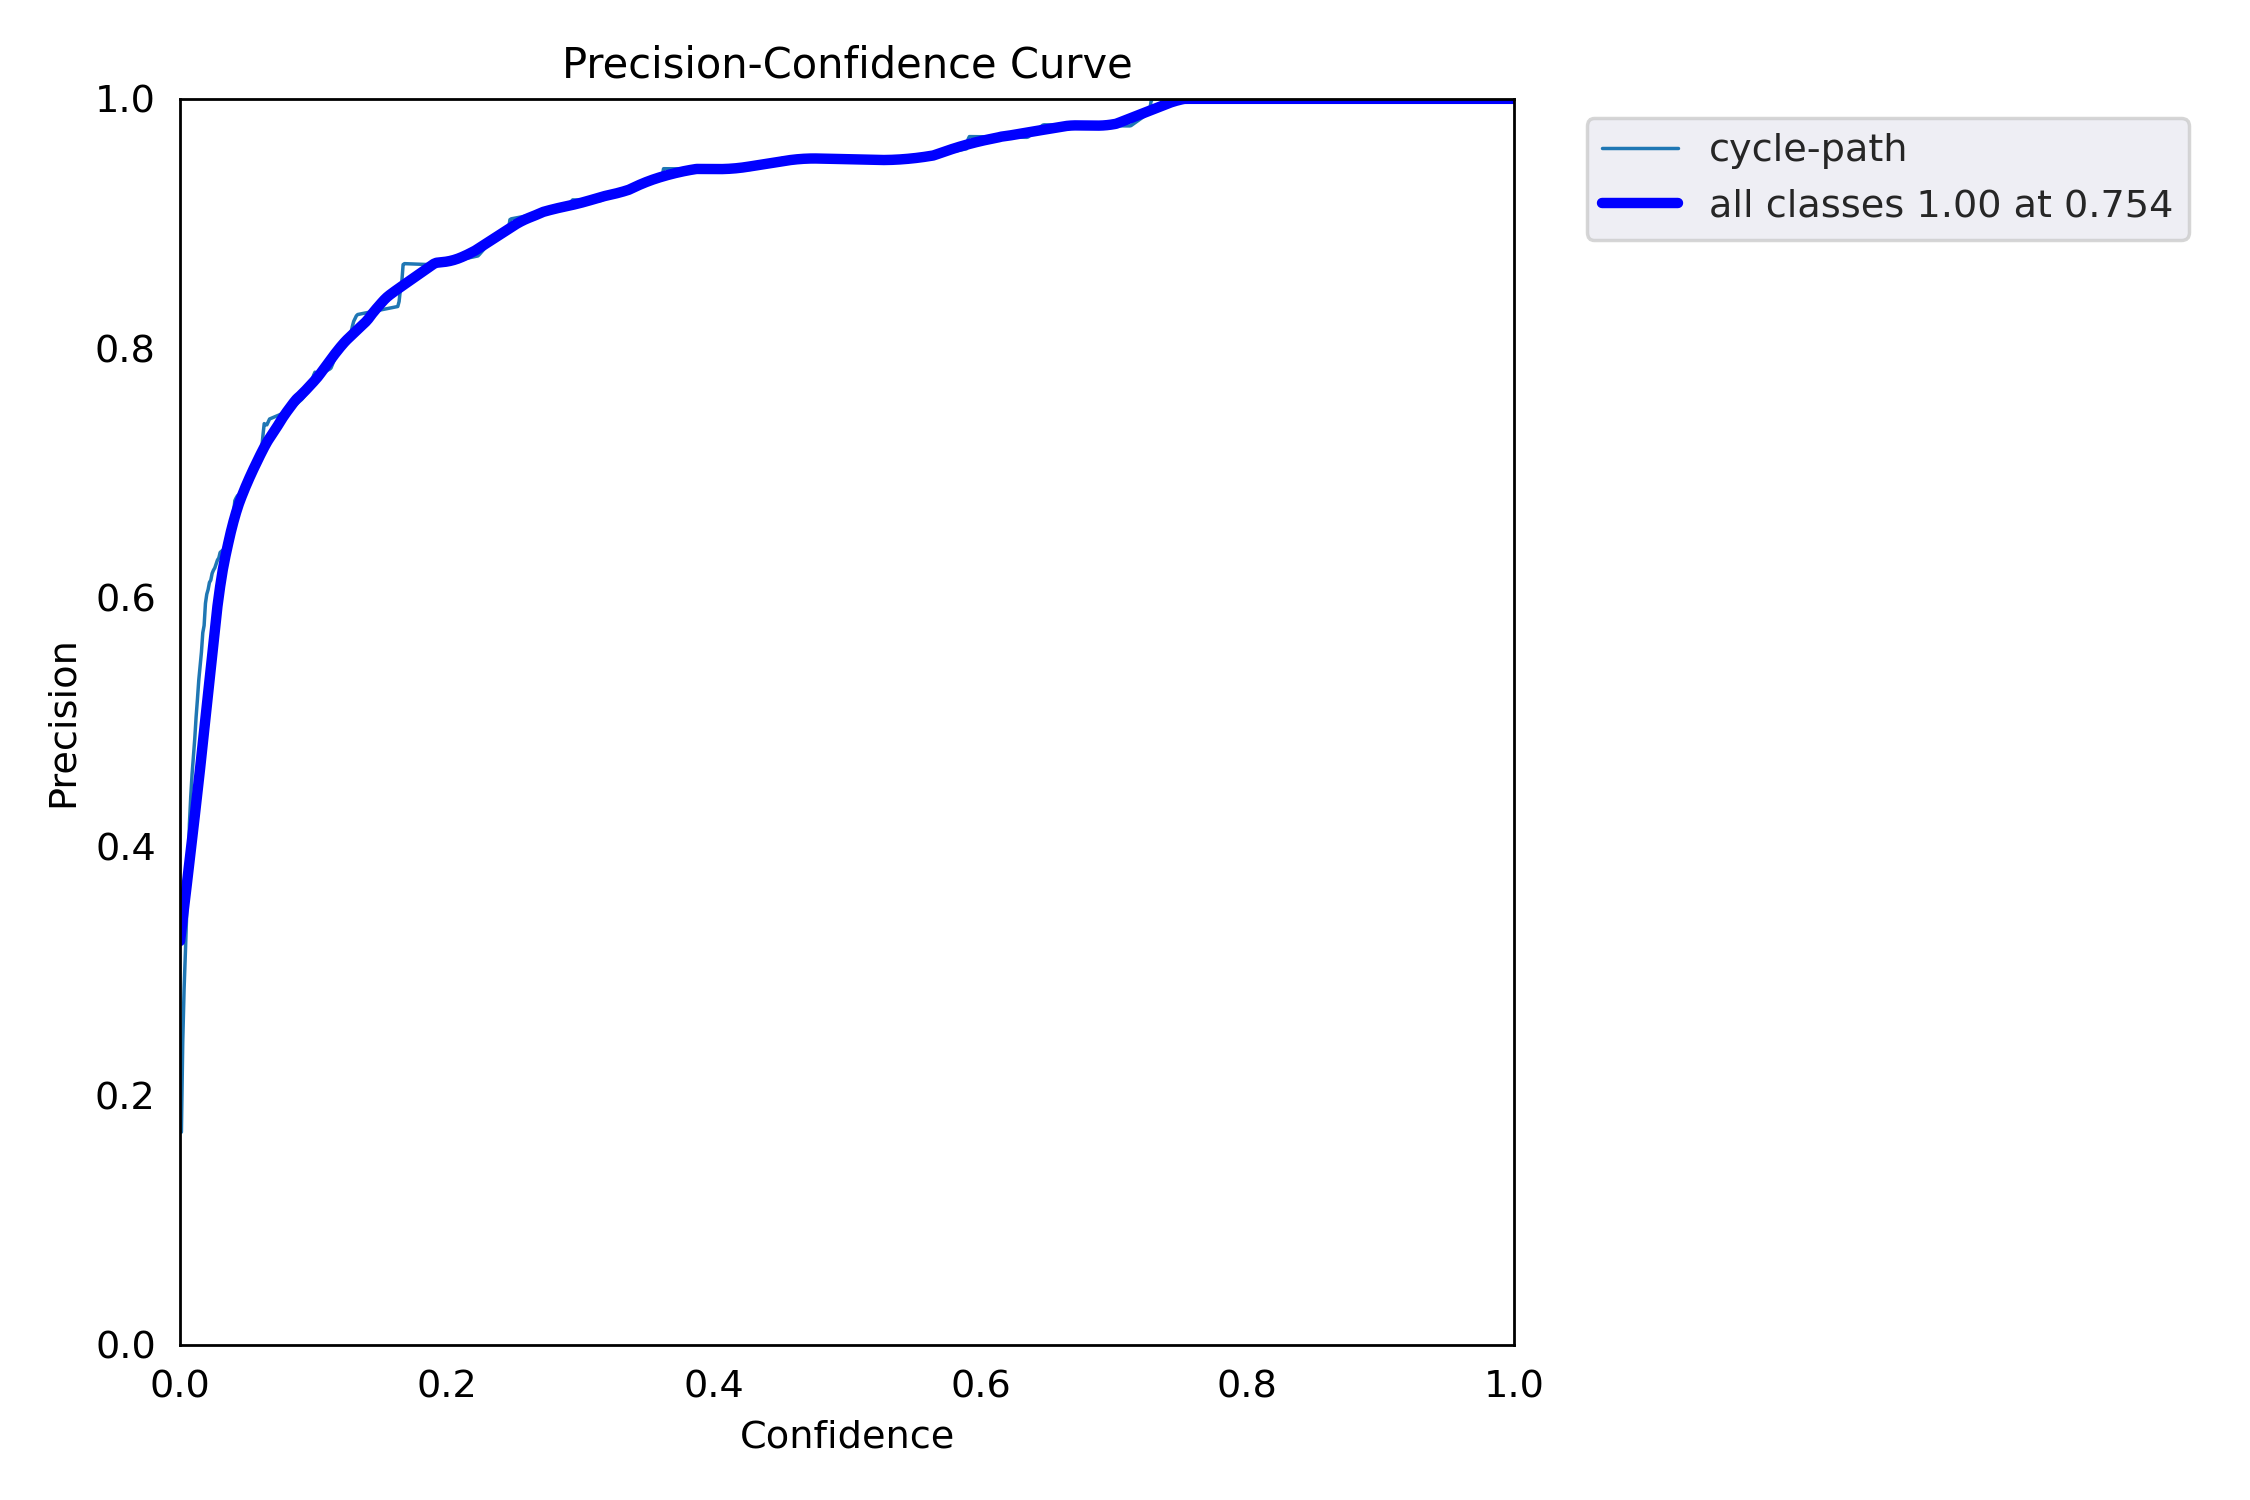 Precision-Confidence Curve
1.0
0.8
0.6
0.4
0.2
0.0
Precision
0.0 0.2 0.4 0.6 0.8 1.0
Confidence
cycle-path
all classes 1.00 at 0.754